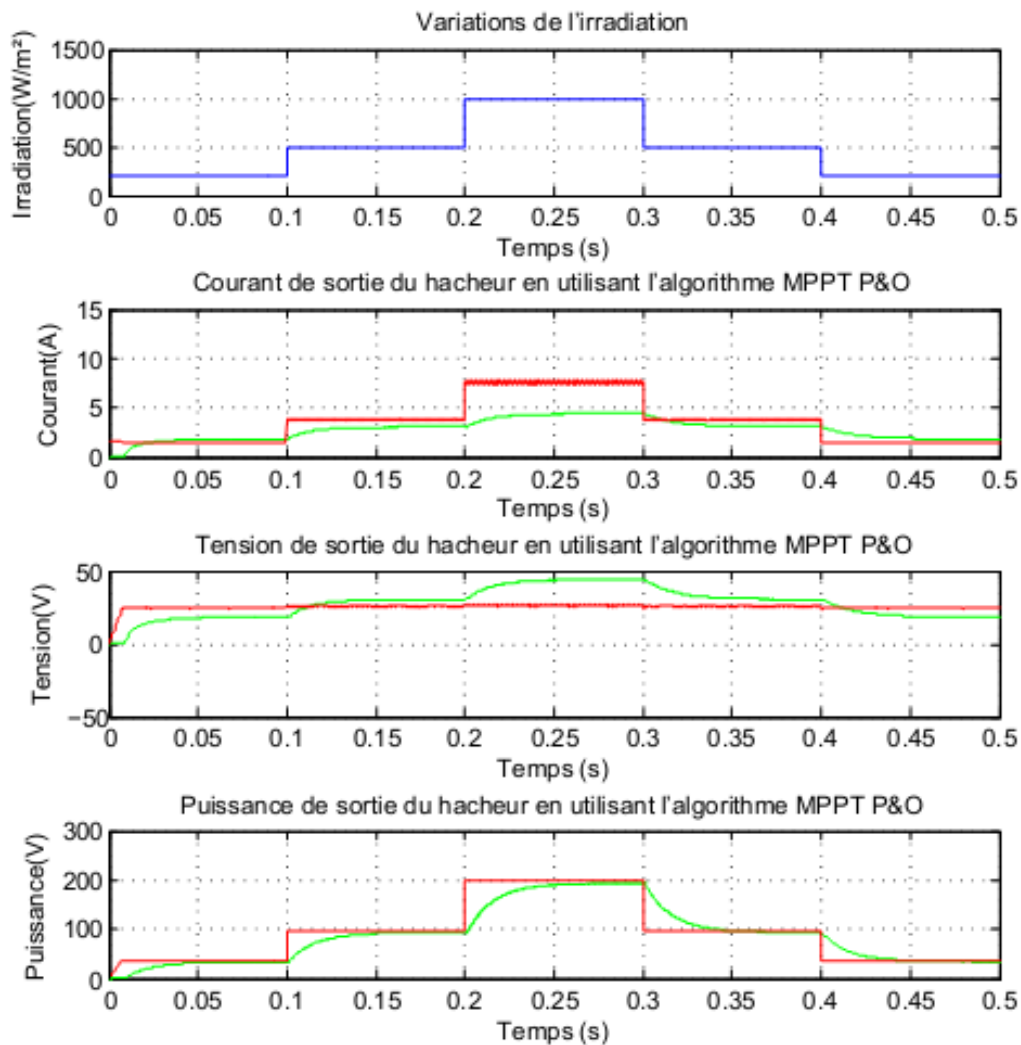 Variations de l'irradiation
Irradiation(W/m²)
1500
1000
500
0
0 0.05 0.1 0.15 0.2 0.25 0.3 0.35 0.4 0.45 0.5
Temps (s)
Courant de sortie du hacheur en utilisant l'algorithme MPPT P&O
Courant(A)
15
10
5
0
0 0.05 0.1 0.15 0.2 0.25 0.3 0.35 0.4 0.45 0.5
Temps (s)
Tension de sortie du hacheur en utilisant l'algorithme MPPT P&O
Tension(V)
50
0
−50
0 0.05 0.1 0.15 0.2 0.25 0.3 0.35 0.4 0.45 0.5
Temps (s)
Puissance de sortie du hacheur en utilisant l'algorithme MPPT P&O
Puissance(V)
300
200
100
0
0 0.05 0.1 0.15 0.2 0.25 0.3 0.35 0.4 0.45 0.5
Temps (s)